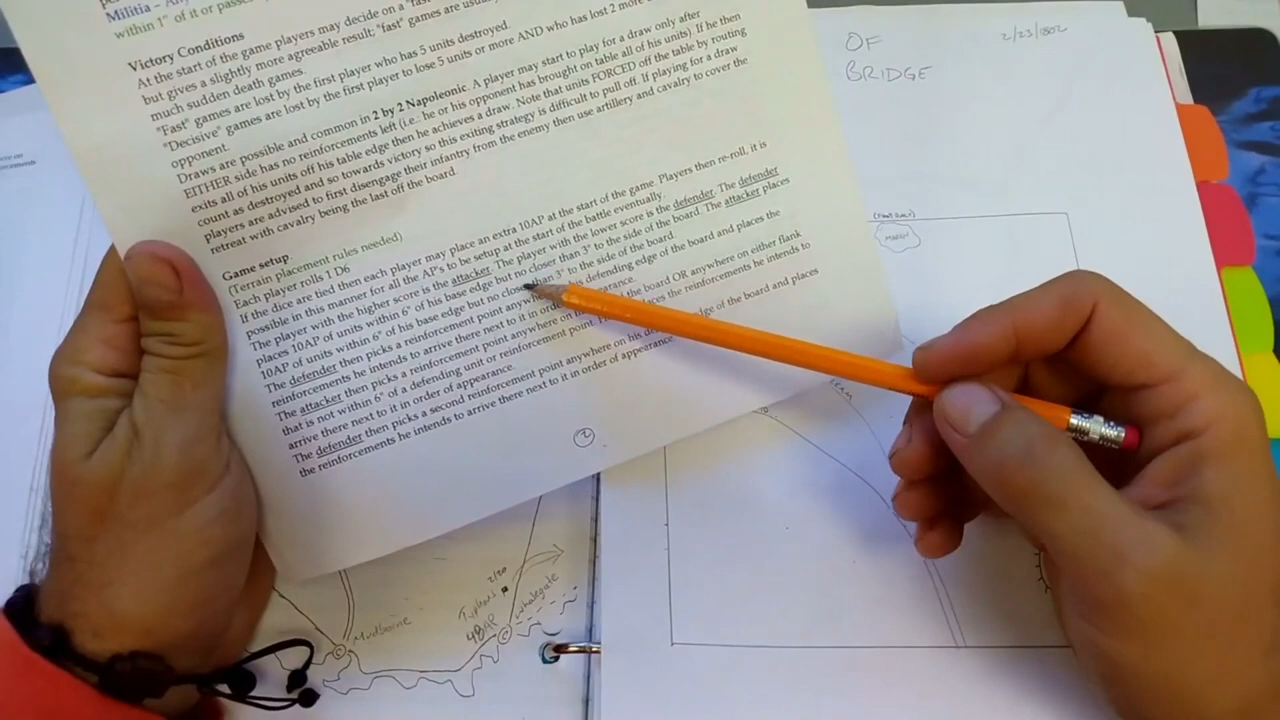 Militia – An
within 1" of it or passe
Victory Conditions
At the start of the game players may decide on a "fas
but gives a slightly more agreeable result; "fast" games are usua
much sudden death games.
"Fast" games are lost by the first player who has 5 units destroyed.
"Decisive" games are lost by the first player to lose 5 units or more AND who has lost 2 more
opponent.
Draws are possible and common in 2 by 2 Napoleonic. A player may start to play for a draw only after
EITHER side has no reinforcements left (i.e.: he or his opponent has brought on table all of his units). If he then
exits all of his units off his table edge then he achieves a draw. Note that units FORCED off the table by routing
count as destroyed and so towards victory so this exiting strategy is difficult to pull off. If playing for a draw
players are advised to first disengage their infantry from the enemy then use artillery and cavalry to cover the
retreat with cavalry being the last off the board.
Game setup
(Terrain placement rules needed)
Each player rolls 1 D6
If the dice are tied then each player may place an extra 10AP at the start of the game. Players then re-roll, it is
possible in this manner for all the AP's to be setup at the start of the battle eventually.
The player with the higher score is the attacker. The player with the lower score is the defender. The defender
places 10AP of units within 6" of his base edge but no closer than 3" to the side of the board. The attacker places
10AP of units within 6" of his base edge but no closer than 3" to the side of the board.
The defender then picks a reinforcement point anywhere on his defending edge of the board and places the
reinforcements he intends to arrive there next to it in order of appearance.
The attacker then picks a reinforcement point anywhere on the board OR anywhere on either flank
that is not within 6" of a defending unit or reinforcement point. places the reinforcements he intends to
arrive there next to it in order of appearance.
The defender then picks a second reinforcement point anywhere on his edge of the board and places
the reinforcements he intends to arrive there next to it in order of appearance
2
OF
BRIDGE
2/23/1802
MARSH
Mudborne
Typhons 2/20
48AP
Whalegate
C
C